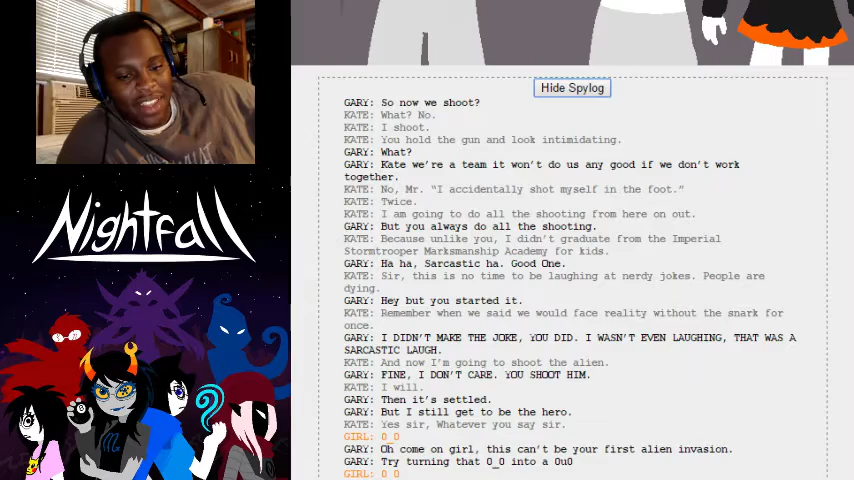 Hide Spylog
GARY: So now we shoot?
KATE: What? No.
KATE: I shoot.
KATE: You hold the gun and look intimidating.
GARY: What?
GARY: Kate we're a team it won't do us any good if we don't work
together.
KATE: No, Mr. “I accidentally shot myself in the foot.”
KATE: Twice.
KATE: I am going to do all the shooting from here on out.
GARY: But you always do all the shooting.
KATE: Because unlike you, I didn't graduate from the Imperial
Stormtrooper Marksmanship Academy for kids.
GARY: Ha ha, Sarcastic ha. Good One.
KATE: Sir, this is no time to be laughing at nerdy jokes. People are
dying.
GARY: Hey but you started it.
KATE: Remember when we said we would face reality without the snark for
once.
GARY: I DIDN'T MAKE THE JOKE, YOU DID. I WASN'T EVEN LAUGHING, THAT WAS A
SARCASTIC LAUGH.
KATE: And now I'm going to shoot the alien.
GARY: FINE, I DON'T CARE. YOU SHOOT HIM.
KATE: I will.
GARY: Then it's settled.
GARY: But I still get to be the hero.
KATE: Yes sir, Whatever you say sir.
GIRL: 0_0
GARY: Oh come on girl, this can't be your first alien invasion.
GARY: Try turning that 0_0 into a 0u0
GIRL: 0 0
Nightfall